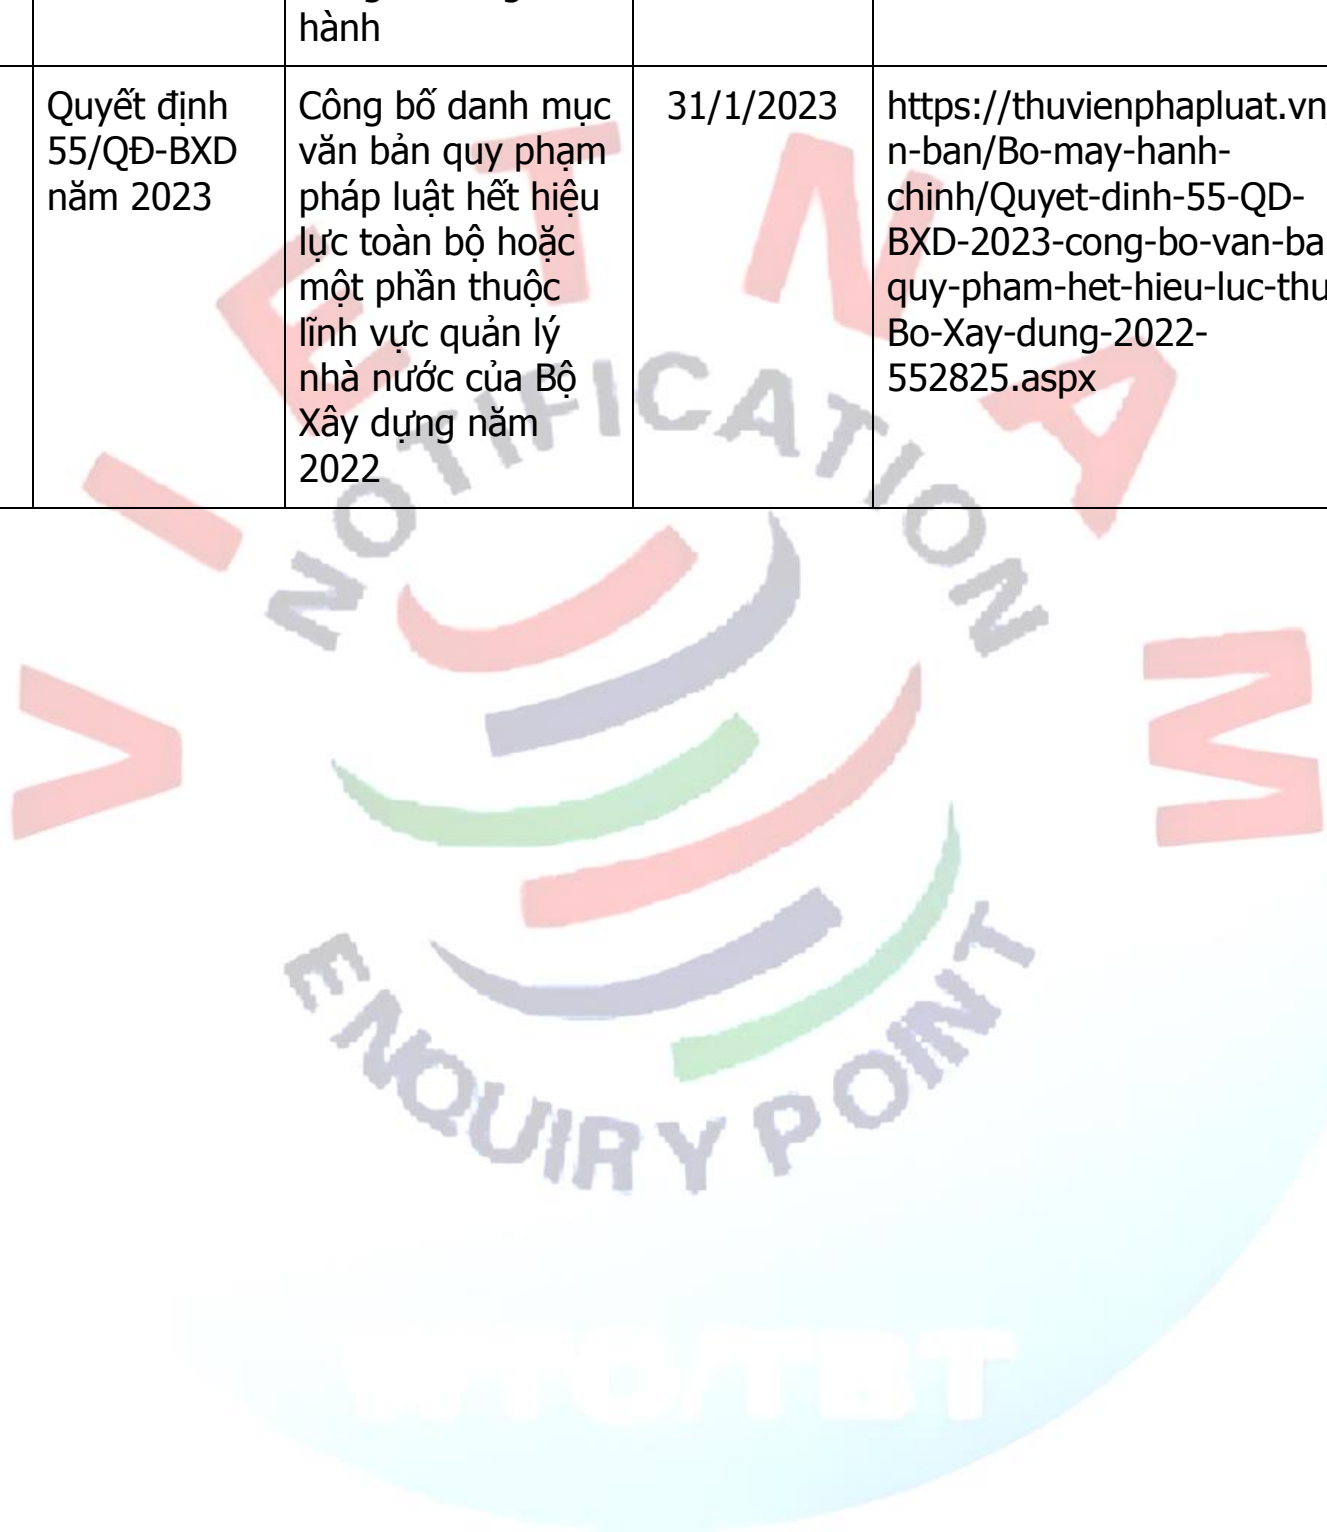 hành
Quyết định
55/QĐ-BXD
năm 2023
Công bố danh mục
văn bản quy phạm
pháp luật hết hiệu
lực toàn bộ hoặc
một phần thuộc
lĩnh vực quản lý
nhà nước của Bộ
Xây dựng năm
2022
31/1/2023
https://thuvienphapluat.vn
n-ban/Bo-may-hanh-
chinh/Quyet-dinh-55-QD-
BXD-2023-cong-bo-van-ba
quy-pham-het-hieu-luc-thu
Bo-Xay-dung-2022-
552825.aspx
VIETNAM
NOTIFICATION
ENQUIRY POINT
WTO/TBT